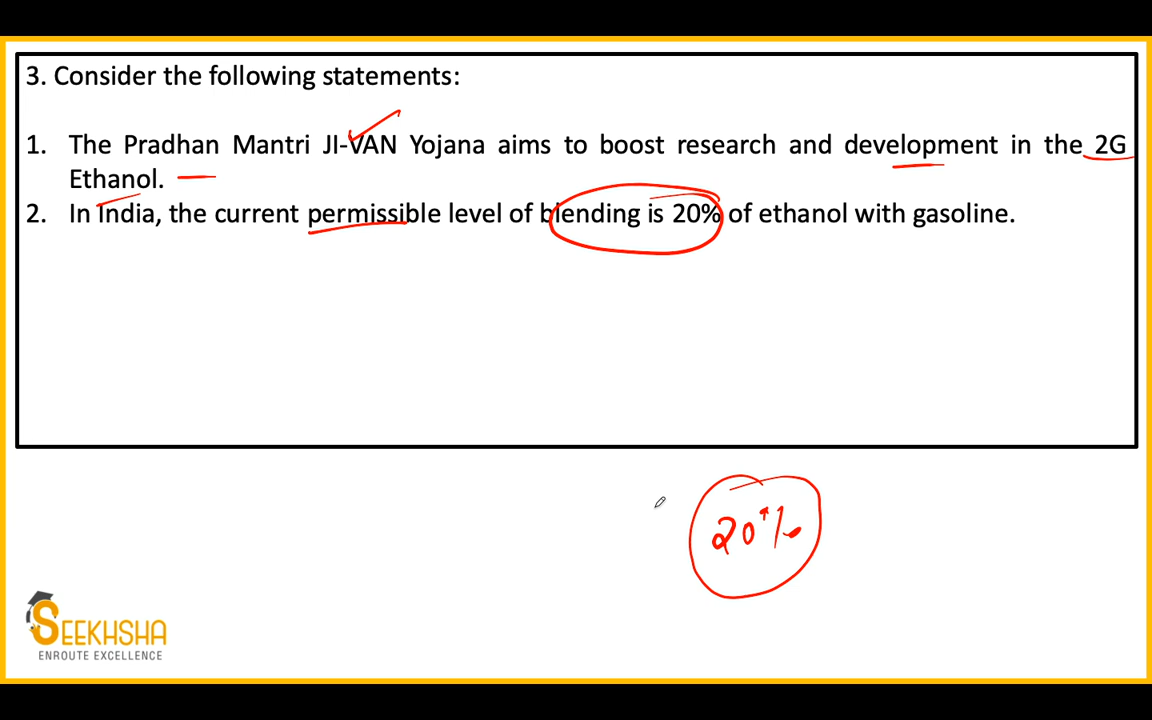 3. Consider the following statements:
1. The Pradhan Mantri JI-VAN Yojana aims to boost research and development in the 2G
Ethanol.
2. In India, the current permissible level of blending is 20% of ethanol with gasoline.
20%
SEEKHSHA
ENROUTE EXCELLENCE